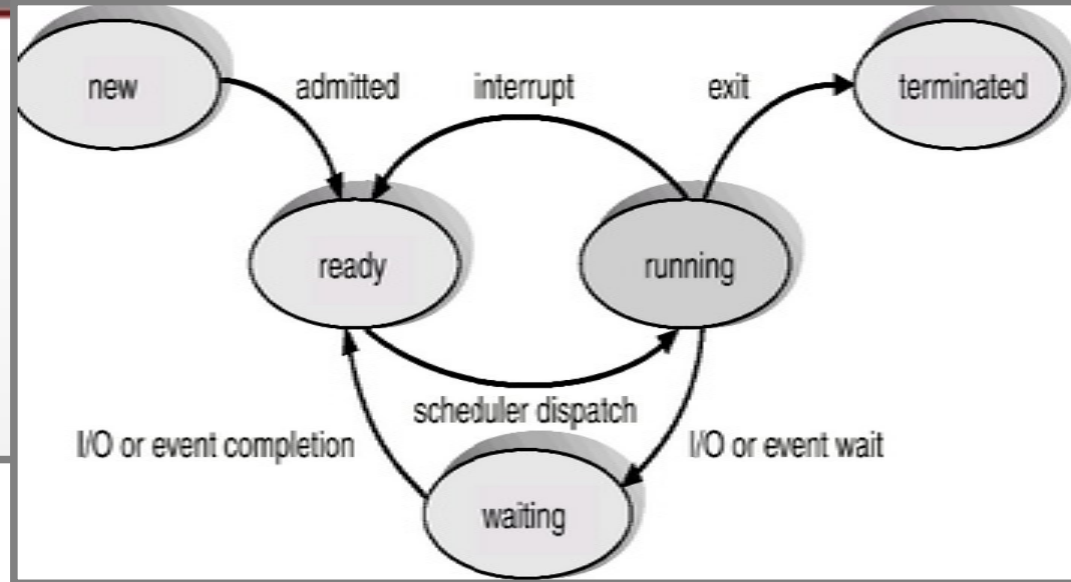 new
admitted
interrupt
exit
terminated
ready
running
scheduler dispatch
I/O or event completion
I/O or event wait
waiting